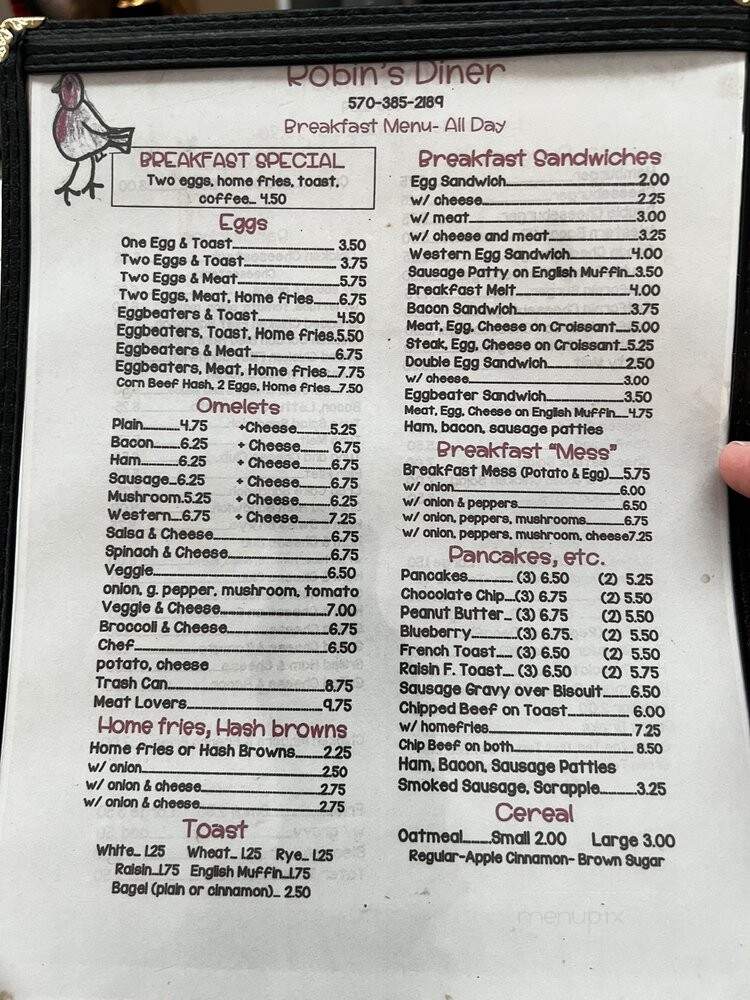 Robin's Diner
570-385-2189
Breakfast Menu- All Day
BREAKFAST SPECIAL
Two eggs, home fries, toast,
coffee... 4.50
Eggs
One Egg & Toast 3.50
Two Eggs & Toast 3.75
Two Eggs & Meat 5.75
Two Eggs, Meat, Home fries 6.75
Eggbeaters & Toast 4.50
Eggbeaters, Toast, Home fries 5.50
Eggbeaters & Meat 6.75
Eggbeaters, Meat, Home fries 7.75
Corn Beef Hash, 2 Eggs, Home fries 7.50
Omelets
Plain 4.75 +Cheese 5.25
Bacon 6.25 + Cheese 6.75
Ham 6.25 + Cheese 6.75
Sausage 6.25 + Cheese 6.75
Mushroom 5.25 + Cheese 6.25
Western 6.75 + Cheese 7.25
Salsa & Cheese 6.75
Spinach & Cheese 6.75
Veggie 6.50
onion, g. pepper, mushroom, tomato
Veggie & Cheese 7.00
Broccoli & Cheese 6.75
Chef 6.50
potato, cheese
Trash Can 8.75
Meat Lovers 9.75
Home fries, Hash browns
Home fries or Hash Browns 2.25
w/ onion 2.50
w/ onion & cheese 2.75
w/ onion & cheese 2.75
Toast
White 1.25 Wheat 1.25 Rye 1.25
Raisin 1.75 English Muffin 1.75
Bagel (plain or cinnamon) 2.50
Breakfast Sandwiches
Egg Sandwich 2.00
w/ cheese 2.25
w/ meat 3.00
w/ cheese and meat 3.25
Western Egg Sandwich 4.00
Sausage Patty on English Muffin 3.50
Breakfast Melt 4.00
Bacon Sandwich 3.75
Meat, Egg, Cheese on Croissant 5.00
Steak, Egg, Cheese on Croissant 5.25
Double Egg Sandwich 2.50
w/ cheese 3.00
Eggbeater Sandwich 3.50
Meat, Egg, Cheese on English Muffin 4.75
Ham, bacon, sausage patties
Breakfast "Mess"
Breakfast Mess (Potato & Egg) 5.75
w/ onion 6.00
w/ onion & peppers 6.50
w/ onion, peppers, mushrooms 6.75
w/ onion, peppers, mushroom, cheese 7.25
Pancakes, etc.
Pancakes (3) 6.50 (2) 5.25
Chocolate Chip (3) 6.75 (2) 5.50
Peanut Butter (3) 6.75 (2) 5.50
Blueberry (3) 6.75. (2) 5.50
French Toast (3) 6.50 (2) 5.50
Raisin F. Toast (3) 6.50 (2) 5.75
Sausage Gravy over Biscuit 6.50
Chipped Beef on Toast 6.00
w/ homefries 7.25
Chip Beef on both 8.50
Ham, Bacon, Sausage Patties
Smoked Sausage, Scrapple 3.25
Cereal
Oatmeal Small 2.00 Large 3.00
Regular-Apple Cinnamon- Brown Sugar
menupix